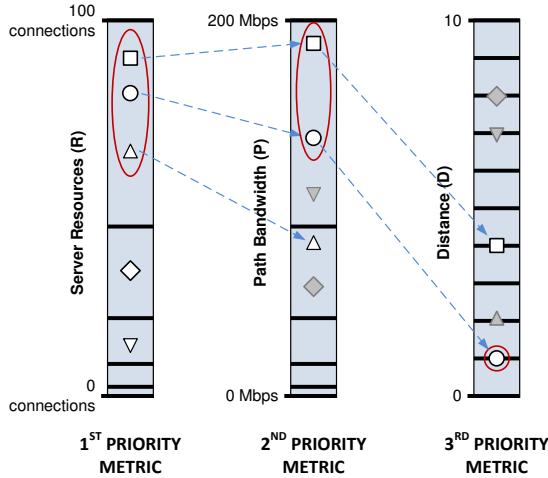 100
connections
Server Resources (R)
0
connections
1ST PRIORITY
METRIC
200 Mbps
Path Bandwidth (P)
0 Mbps
2ND PRIORITY
METRIC
10
Distance (D)
0
3RD PRIORITY
METRIC